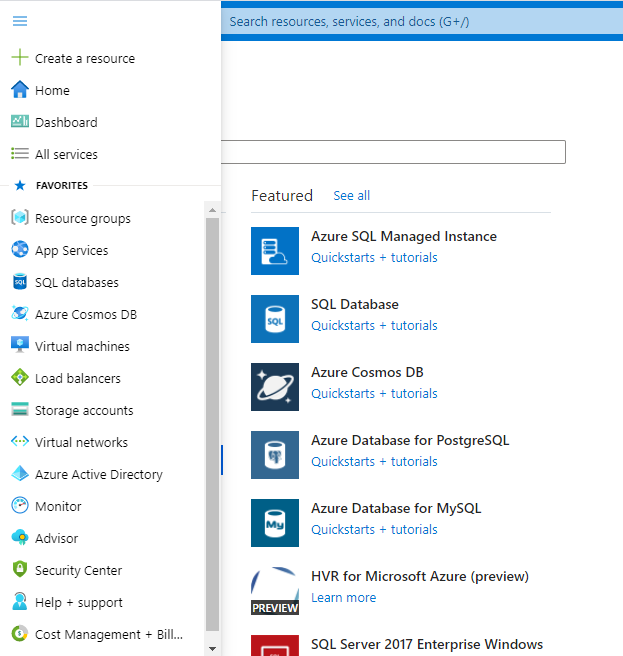 Search resources, services, and docs (G+/)
Create a resource
Home
Dashboard
All services
FAVORITES
Resource groups
App Services
SQL
SQL databases
Azure Cosmos DB
Virtual machines
Load balancers
Storage accounts
Virtual networks
Azure Active Directory
Monitor
Advisor
Security Center
Help + support
Cost Management + Bill...
Featured
See all
Azure SQL Managed Instance
Quickstarts + tutorials
SQL
SQL Database
Quickstarts + tutorials
Azure Cosmos DB
Quickstarts + tutorials
Azure Database for PostgreSQL
Quickstarts + tutorials
My
Azure Database for MySQL
Quickstarts + tutorials
HVR for Microsoft Azure (preview)
PREVIEW
Learn more
SQL Server 2017 Enterprise Windows